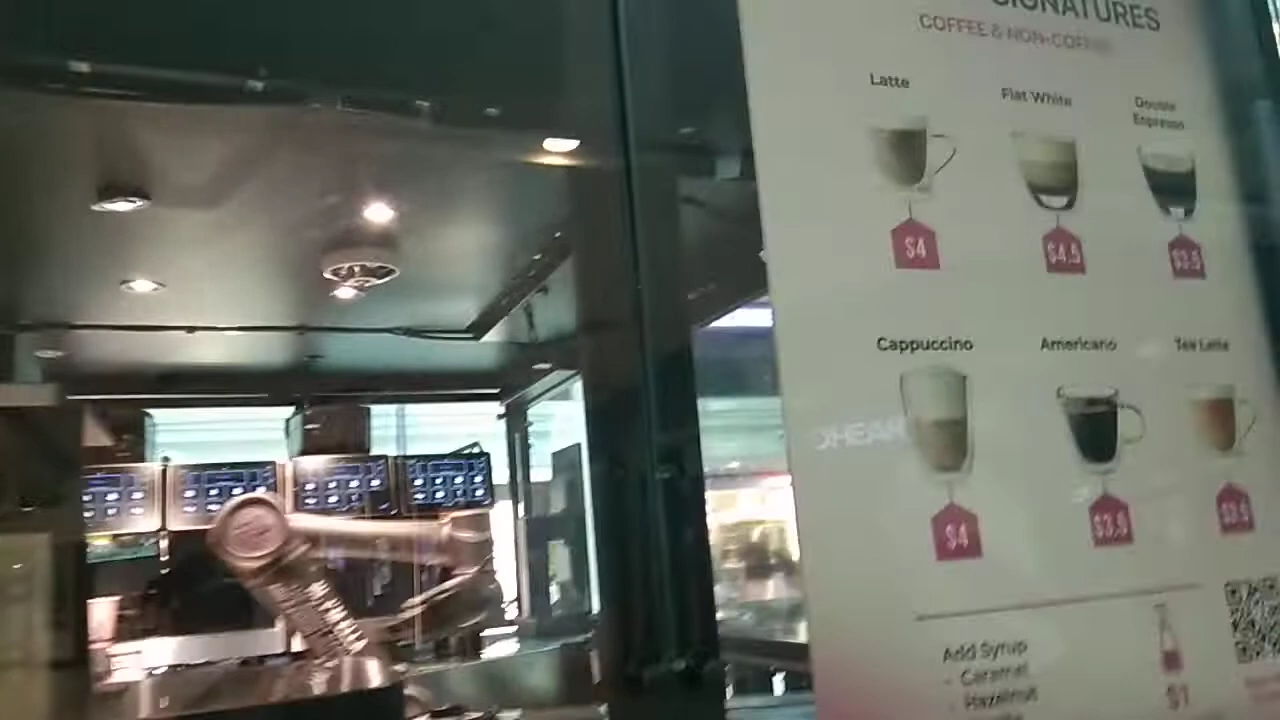 SIGNATURES
COFFEE & NON-COFFEE
Latte
Flat White
Double
Espresso
$4
$4.5
$3.5
Cappuccino
Americano
Tea Latte
$4
Add Syrup
- Caramel
- Hazelnut
$1